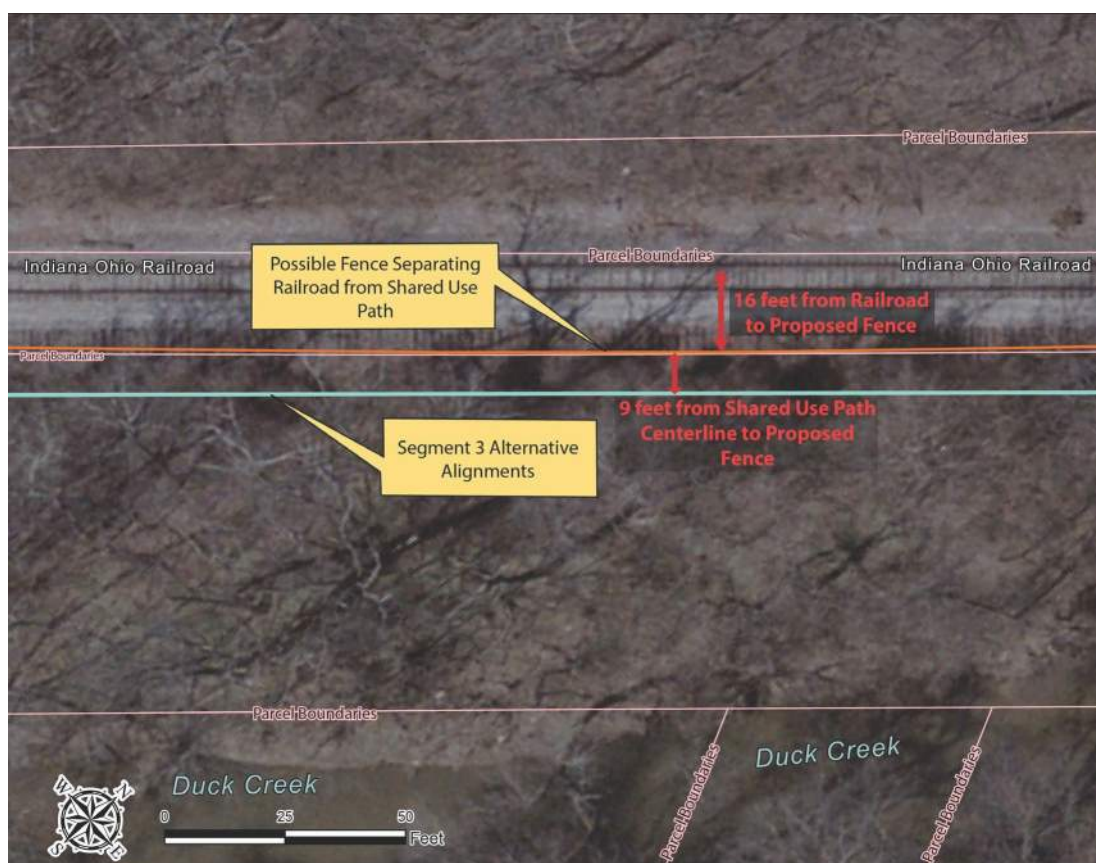 Parcel Boundaries
Parcel Boundaries
Indiana Ohio Railroad
Indiana Ohio Railroad
Possible Fence Separating
Railroad from Shared Use
Path
16 feet from Railroad
to Proposed Fence
Parcel Boundaries
9 feet from Shared Use Path
Centerline to Proposed
Fence
Segment 3 Alternative
Alignments
Parcel Boundaries
Parcel Boundaries
Parcel Boundaries
Duck Creek
Duck Creek
W N
S E
0 25 50
Feet